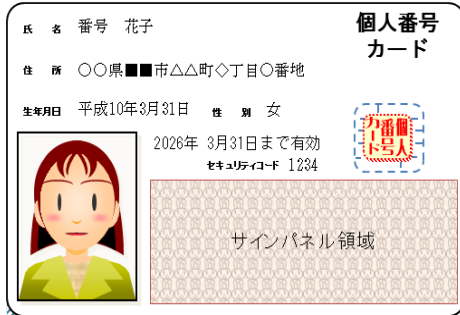 個人番号
カード
氏 名 番号 花子
住 所 〇〇県■■市△△町◇丁目〇番地
生年月日 平成10年3月31日 性 別 女
2026年 3月31日まで有効
セキュリティコード 1234
個人
番号
カード
サインパネル領域